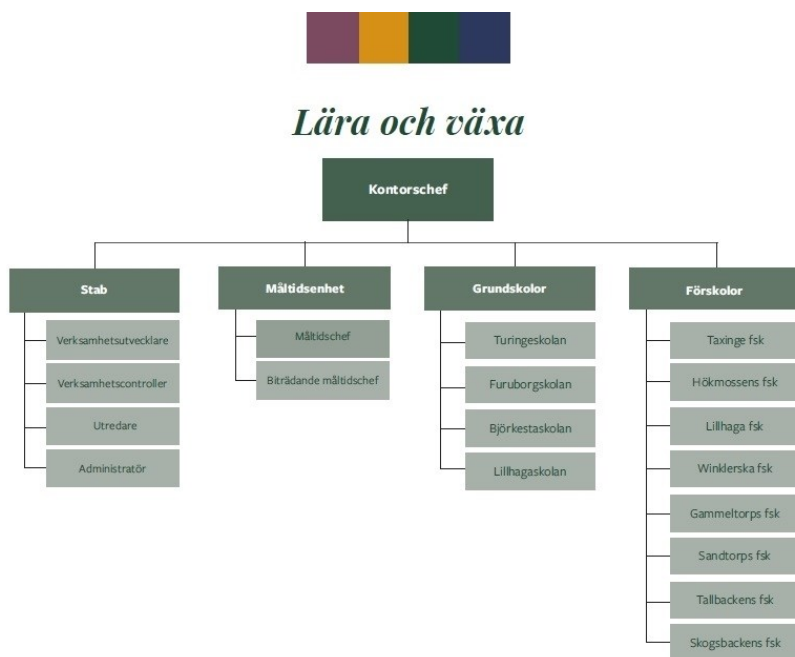 Lära och växa
Kontorschef
Stab
Verksamhetsutvecklare
Verksamhetscontroller
Utredare
Administratör
Måltidsenhet
Måltidschef
Biträdande måltidschef
Grundskolor
Turingeskolan
Furuborgskolan
Björkestaskolan
Lillhagaskolan
Förskolor
Taxinge fsk
Hökmossens fsk
Lillhaga fsk
Winklerska fsk
Gammeltorps fsk
Sandtorps fsk
Tallbackens fsk
Skogsbackens fsk